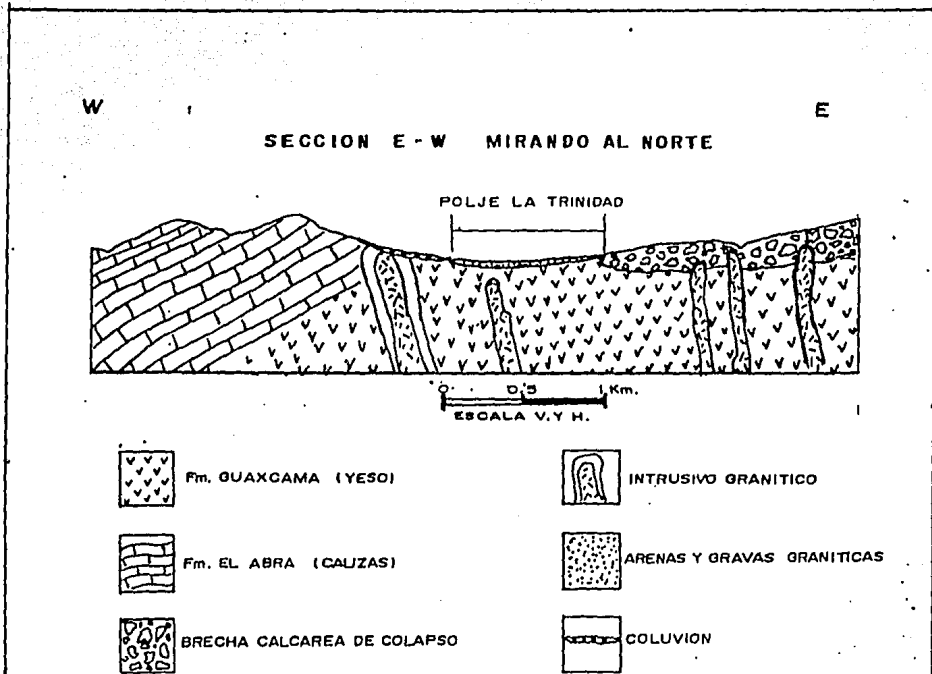 W E
SECCION E-W MIRANDO AL NORTE
POLJE LA TRINIDAD
0 0.5 1 Km.
ESCALA V. Y H.
Fm. GUAXCAMA (YESO)
INTRUSIVO GRANITICO
Fm. EL ABRA (CALIZAS)
ARENAS Y GRAVAS GRANITICAS
BRECHA CALCAREA DE COLAPSO
COLUVION